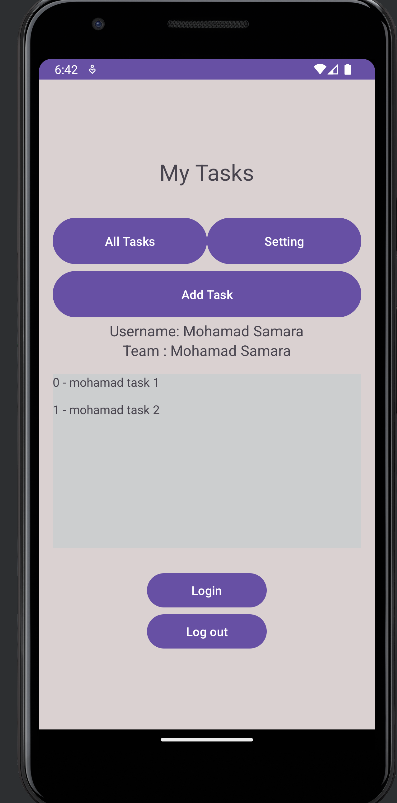 6:42
My Tasks
All Tasks
Setting
Add Task
Username: Mohamad Samara
Team : Mohamad Samara
0 - mohamad task 1
1 - mohamad task 2
Login
Log out